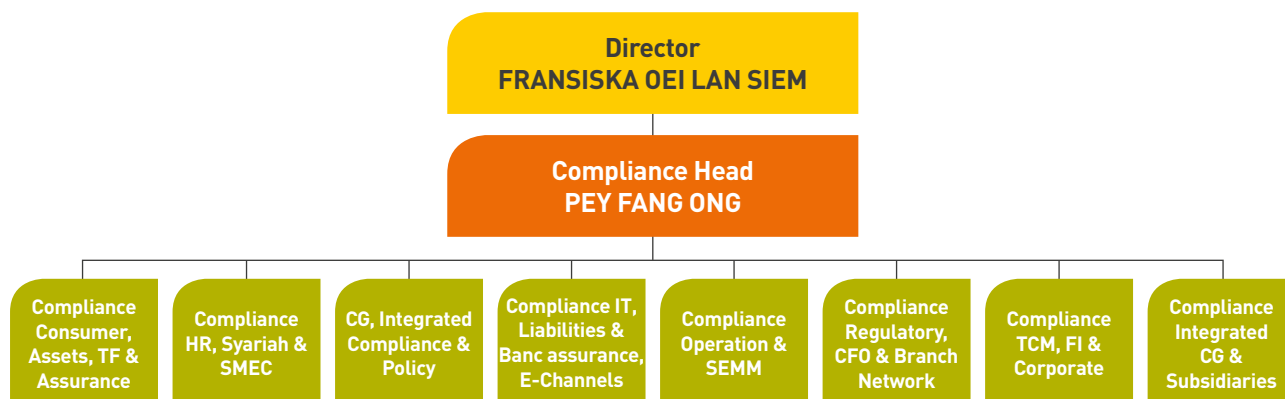 Director
FRANSISKA OEI LAN SIEM
Compliance Head
PEY FANG ONG
Compliance
Consumer,
Assets, TF &
Assurance
Compliance
HR, Syariah &
SMEC
CG, Integrated
Compliance &
Policy
Compliance IT,
Liabilities &
Banc assurance,
E-Channels
Compliance
Operation &
SEMM
Compliance
Regulatory,
CFO & Branch
Network
Compliance
TCM, FI &
Corporate
Compliance
Integrated
CG &
Subsidiaries